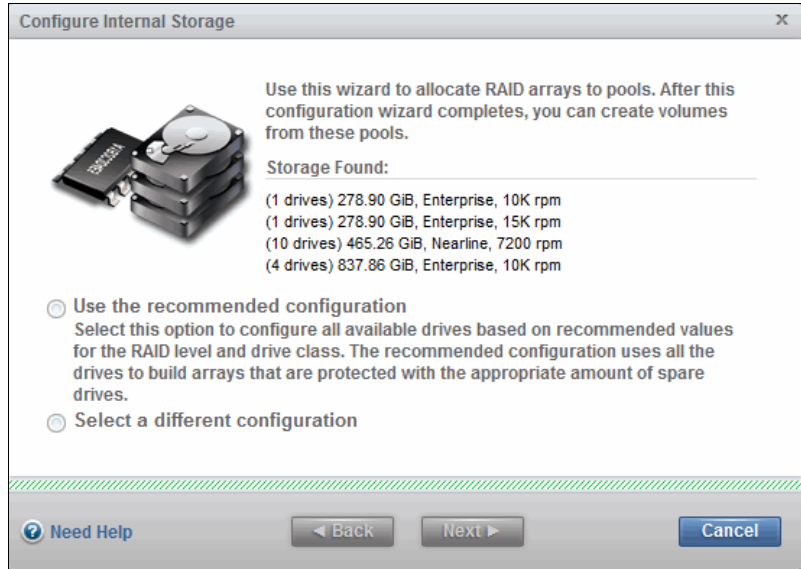 Configure Internal Storage x
Use this wizard to allocate RAID arrays to pools. After this
configuration wizard completes, you can create volumes
from these pools.
Storage Found:
(1 drives) 278.90 GiB, Enterprise, 10K rpm
(1 drives) 278.90 GiB, Enterprise, 15K rpm
(10 drives) 465.26 GiB, Nearline, 7200 rpm
(4 drives) 837.86 GiB, Enterprise, 10K rpm
Use the recommended configuration
Select this option to configure all available drives based on recommended values
for the RAID level and drive class. The recommended configuration uses all the
drives to build arrays that are protected with the appropriate amount of spare
drives.
Select a different configuration
? Need Help ◄ Back Next ► Cancel